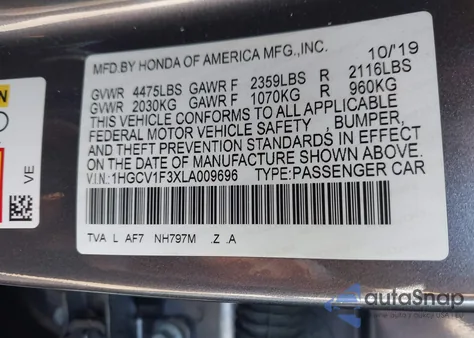 MFD.BY HONDA OF AMERICA MFG.,INC. 10/'19
GVWR 4475LBS GAWR F 2359LBS R 2116LBS
GVWR 2030KG GAWR F 1070KG R 960KG
THIS VEHICLE CONFORMS TO ALL APPLICABLE
FEDERAL MOTOR VEHICLE SAFETY , BUMPER,
AND THEFT PREVENTION STANDARDS IN EFFECT
ON THE DATE OF MANUFACTURE SHOWN ABOVE.
V.I.N.: 1HGCV1F3XLA009696 TYPE:PASSENGER CAR
TVA L AF7 NH797M .Z .A
VE
autoSnap